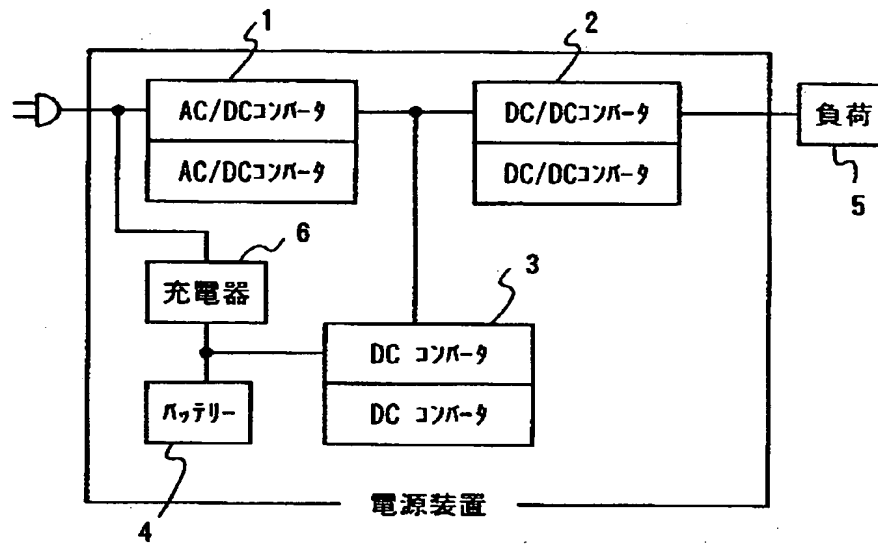 1
2
AC/DCコンバータ
AC/DCコンバータ
DC/DCコンバータ
DC/DCコンバータ
負荷
5
6
充電器
3
DC コンバータ
DC コンバータ
バッテリー
4
電源装置